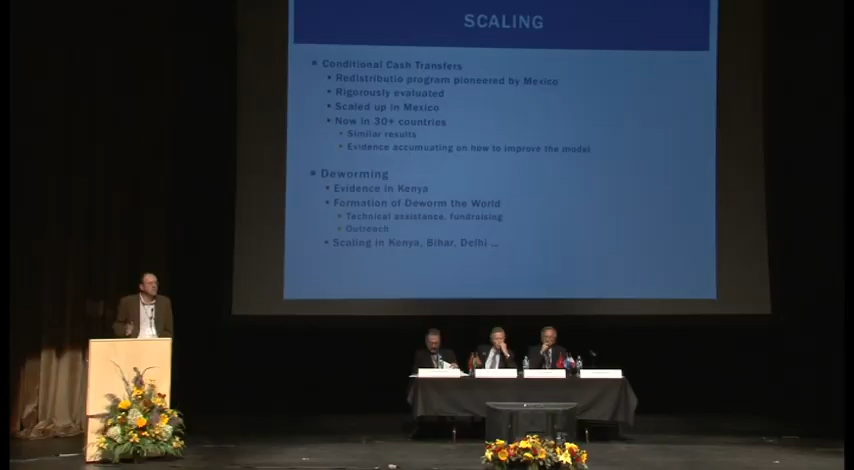 SCALING
Conditional Cash Transfers
Redistributio program pioneered by Mexico
Rigorously evaluated
Scaled up in Mexico
Now in 30+ countries
Similar results
Evidence accumuating on how to improve the model
Deworming
Evidence in Kenya
Formation of Deworm the World
Technical assistance, fundraising
Outreach
Scaling in Kenya, Bihar, Delhi ...